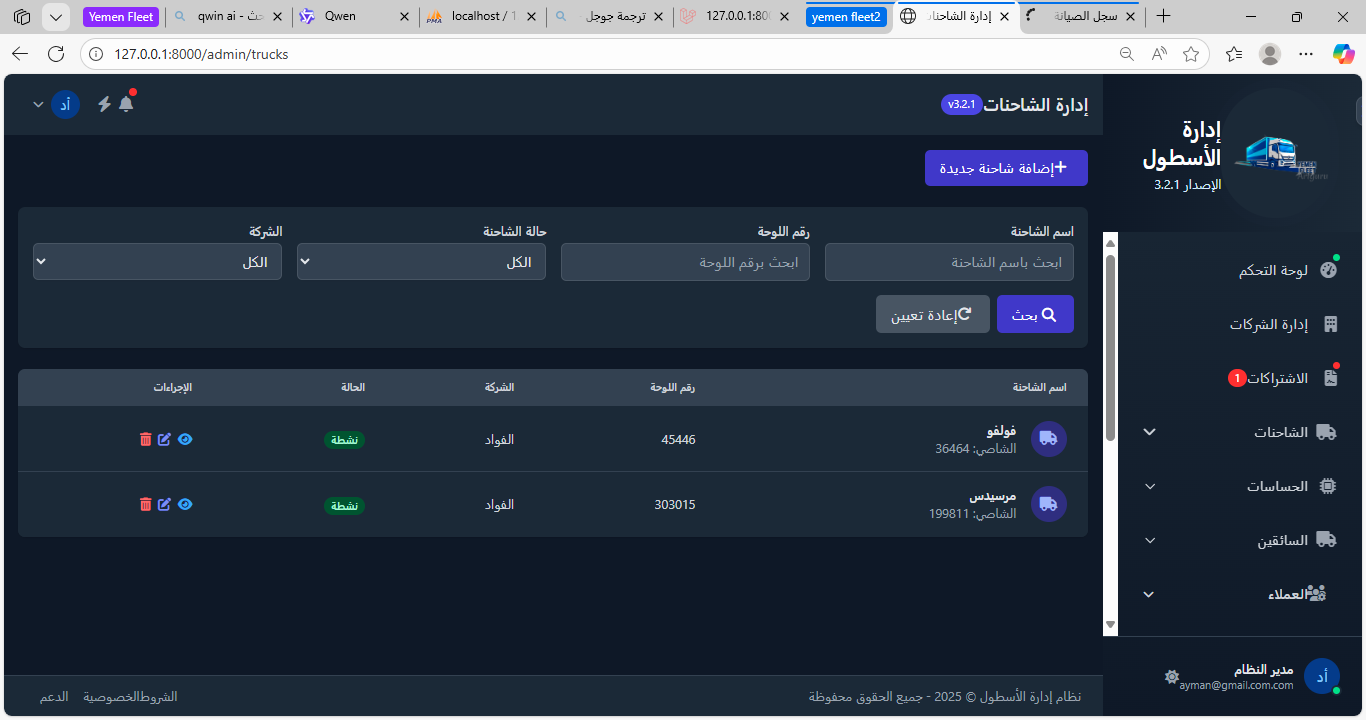 Yemen Fleet
qwin ai - بحث
Qwen
localhost / 1
ترجمة جوجل -
127.0.0.1:800
yemen fleet2
إدارة الشاحنات
سجل الصيانة
127.0.0.1:8000/admin/trucks
إدارة الأسطول
الإصدار 3.2.1
لوحة التحكم
إدارة الشركات
الاشتراكات 1
الشاحنات
الحساسات
السائقين
العملاء
أد
مدير النظام
ayman@gmail.com.com
إدارة الشاحنات v3.2.1
أد
إضافة شاحنة جديدة
اسم الشاحنة
رقم اللوحة
حالة الشاحنة
الشركة
ابحث باسم الشاحنة
ابحث برقم اللوحة
الكل
الكل
بحث
إعادة تعيين
اسم الشاحنة
رقم اللوحة
الشركة
الحالة
الإجراءات
فولفو
الشاصي: 36464
45446
الفواد
نشطة
مرسيدس
الشاصي: 199811
303015
الفواد
نشطة
نظام إدارة الأسطول © 2025 - جميع الحقوق محفوظة
الشروط الخصوصية الدعم